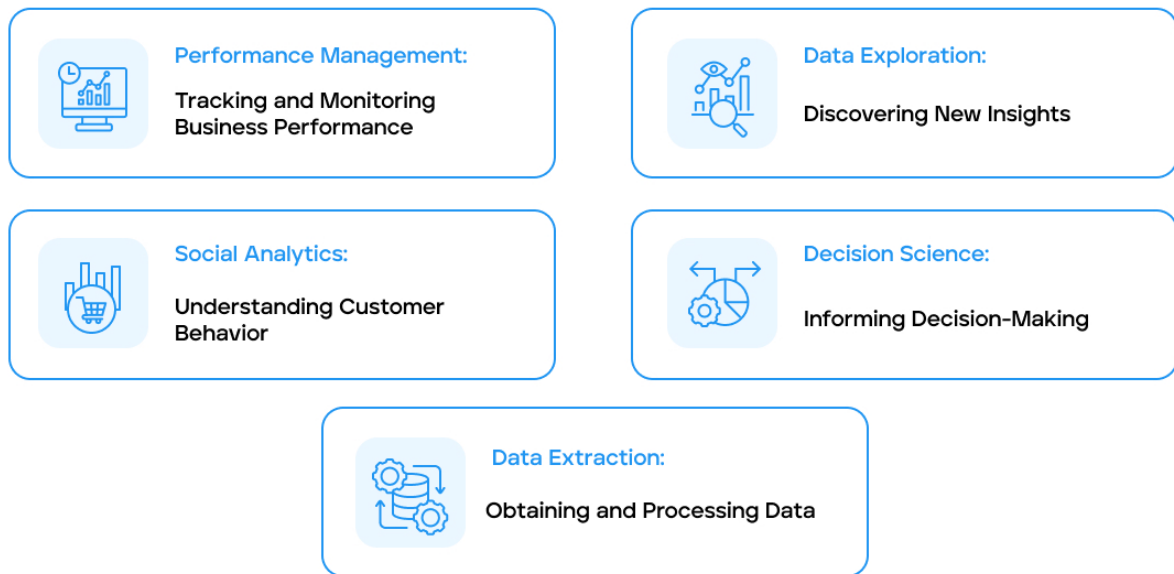 Performance Management:
Tracking and Monitoring
Business Performance
Data Exploration:
Discovering New Insights
Social Analytics:
Understanding Customer
Behavior
Decision Science:
Informing Decision-Making
Data Extraction:
Obtaining and Processing Data